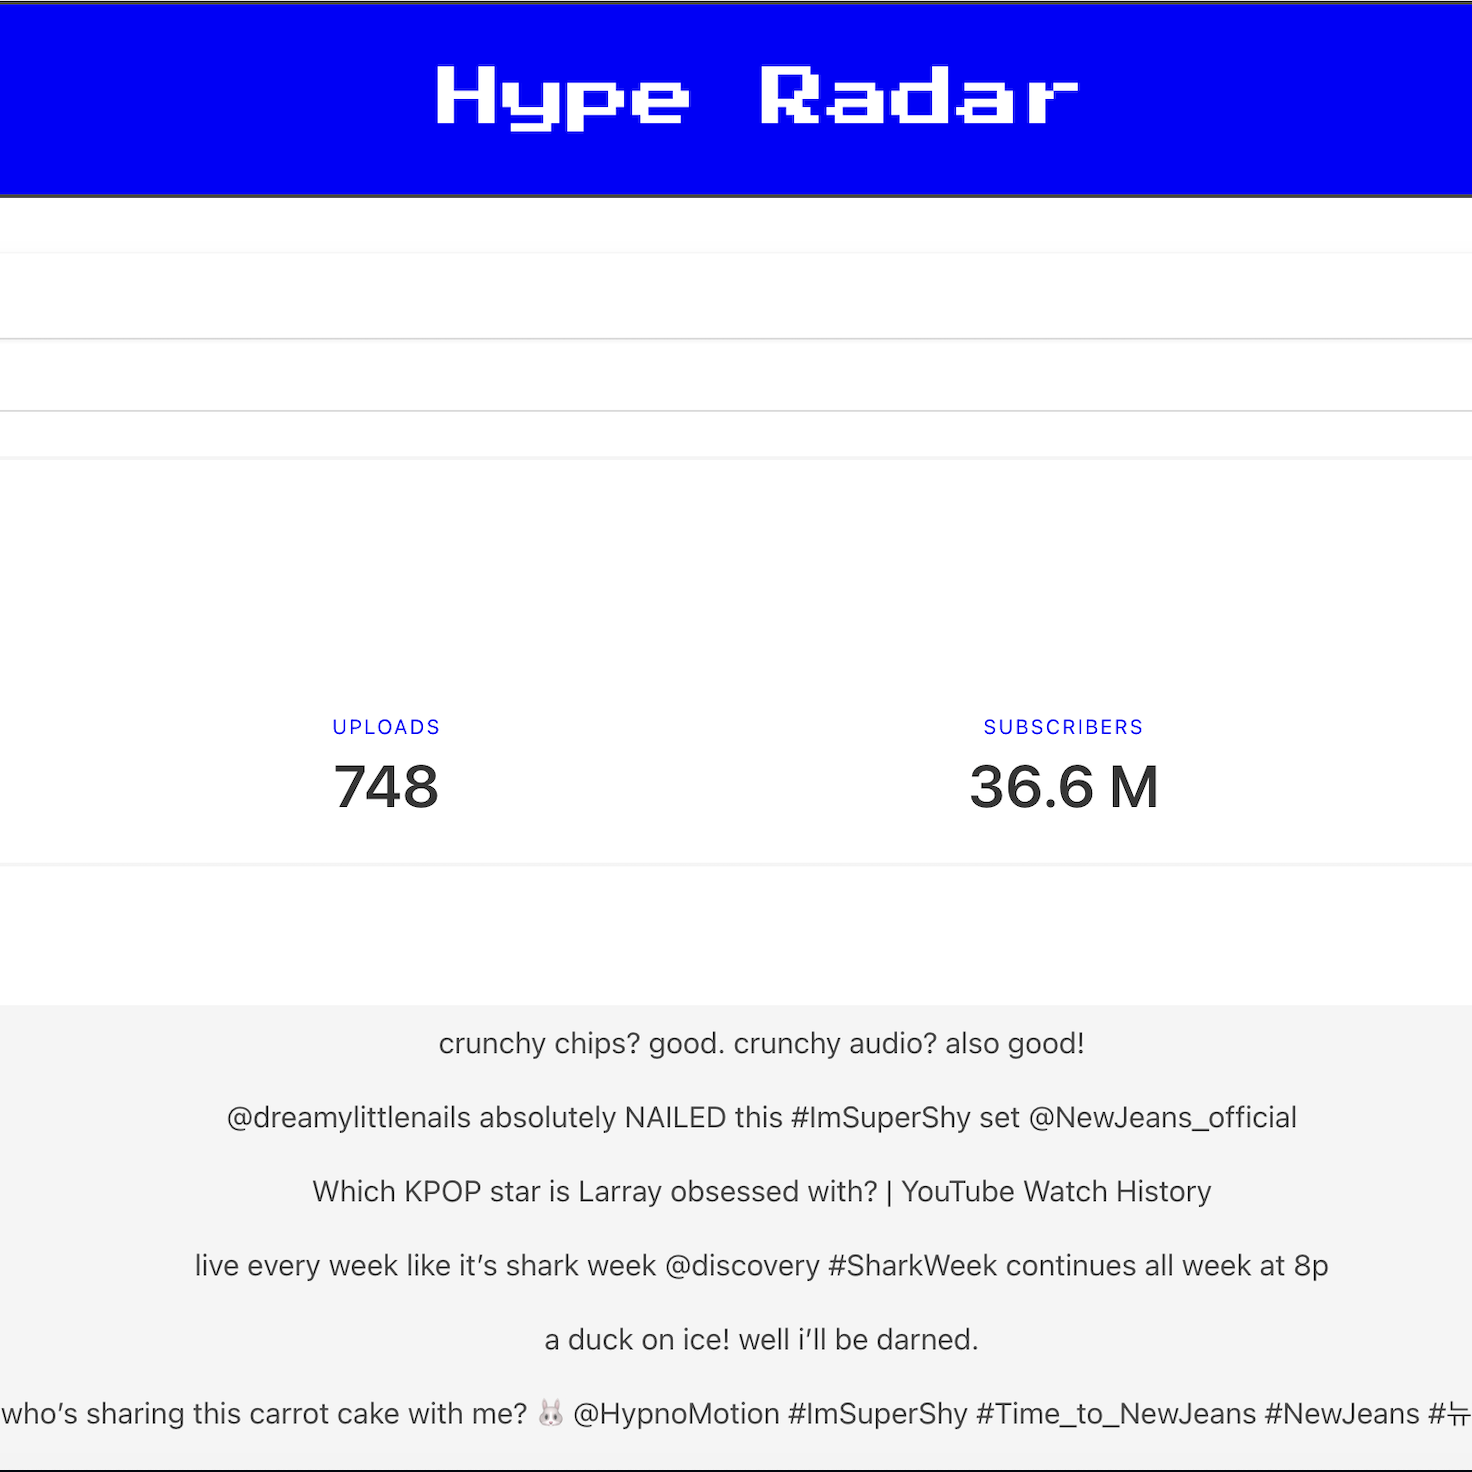 Hype Radar
UPLOADS
748
SUBSCRIBERS
36.6 M
crunchy chips? good. crunchy audio? also good!
@dreamylittlenails absolutely NAILED this #ImSuperShy set @NewJeans_official
Which KPOP star is Larray obsessed with? | YouTube Watch History
live every week like it’s shark week @discovery #SharkWeek continues all week at 8p
a duck on ice! well i’ll be darned.
who’s sharing this carrot cake with me? 🐰 @HypnoMotion #ImSuperShy #Time_to_NewJeans #NewJeans #뉴